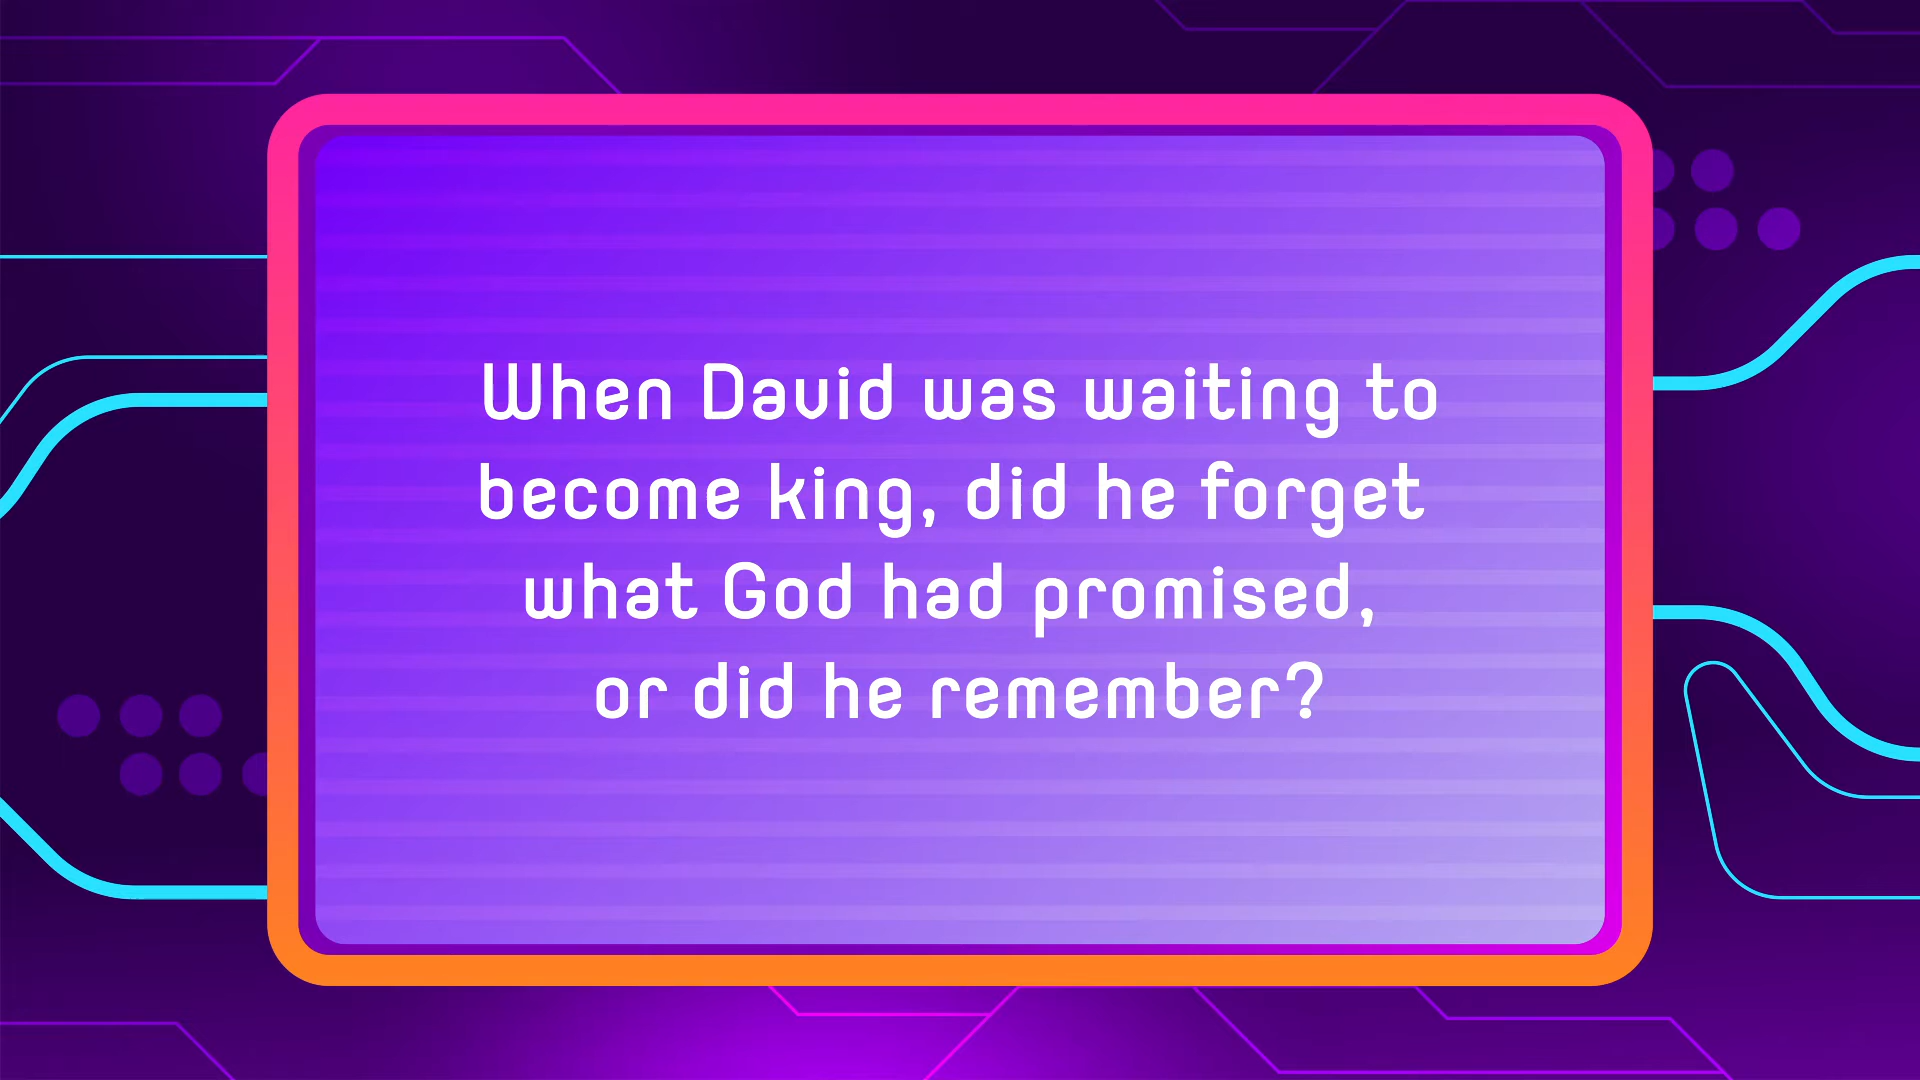 When David was waiting to
become king, did he forget
what God had promised,
or did he remember?